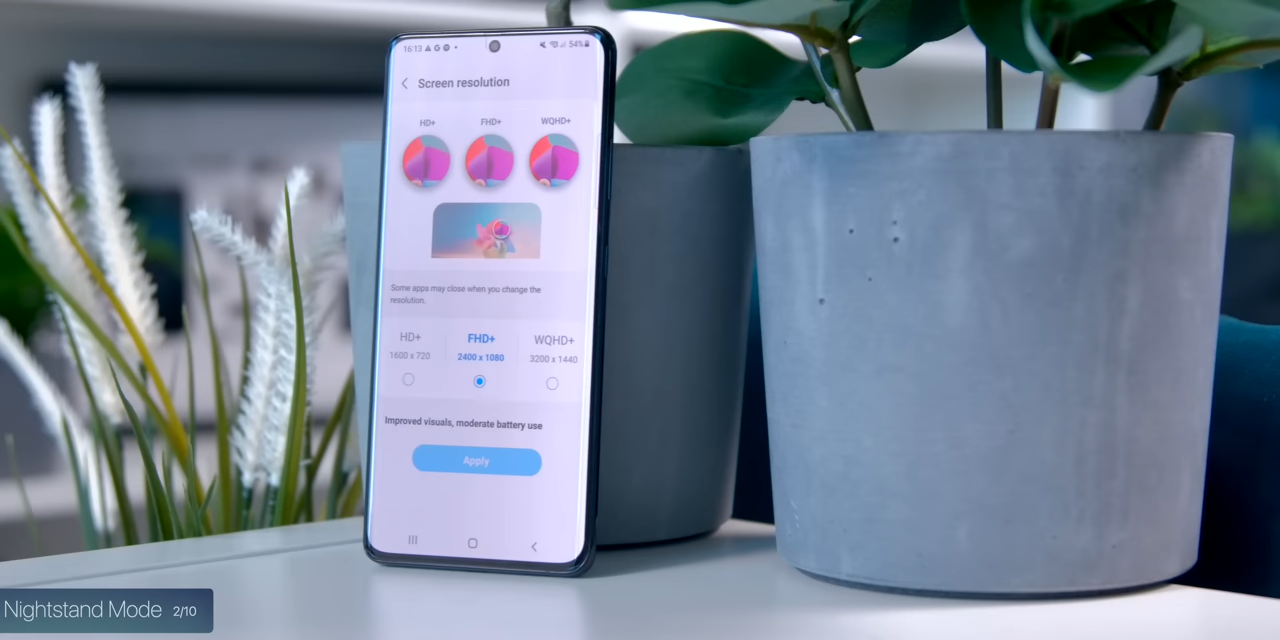 16:13
54%
Screen resolution
HD+ FHD+ WQHD+
Some apps may close when you change the
resolution.
HD+ FHD+ WQHD+
1600 x 720 2400 x 1080 3200 x 1440
Improved visuals, moderate battery use
Apply
Nightstand Mode 2/10